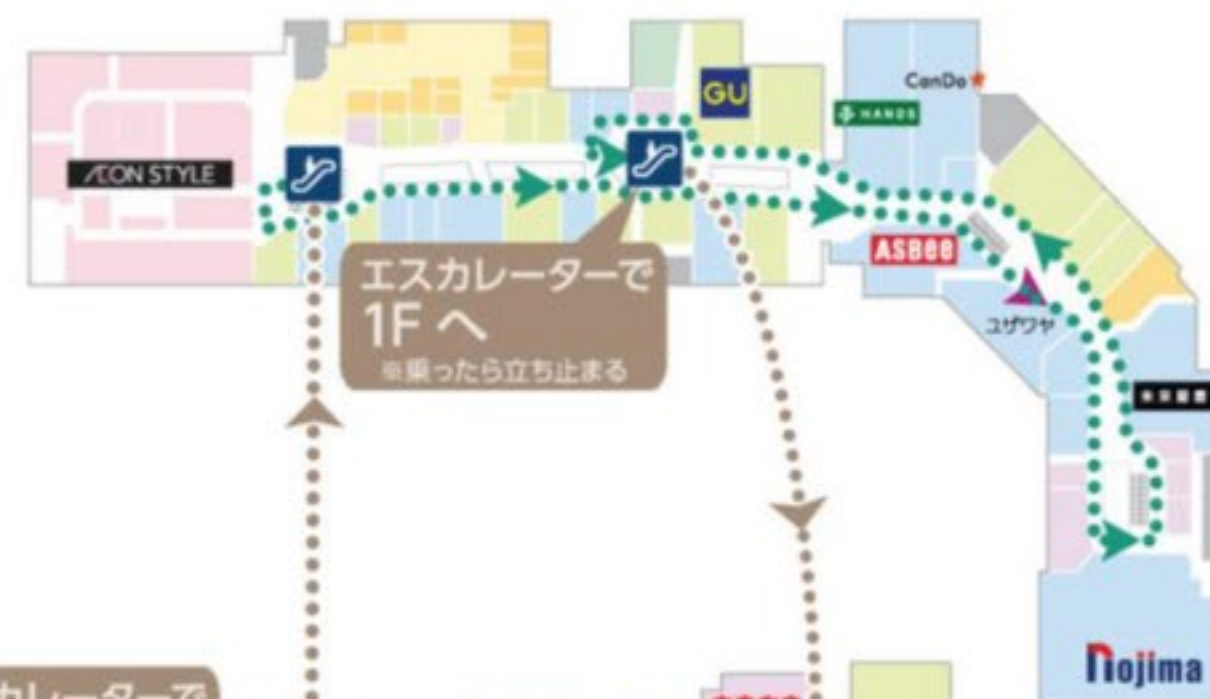 GU
CanDo
HANDS
ÆON STYLE
ASBee
エスカレーターで
1F へ
※乗ったら立ち止まる
ユザワヤ
nojima
カレーターで